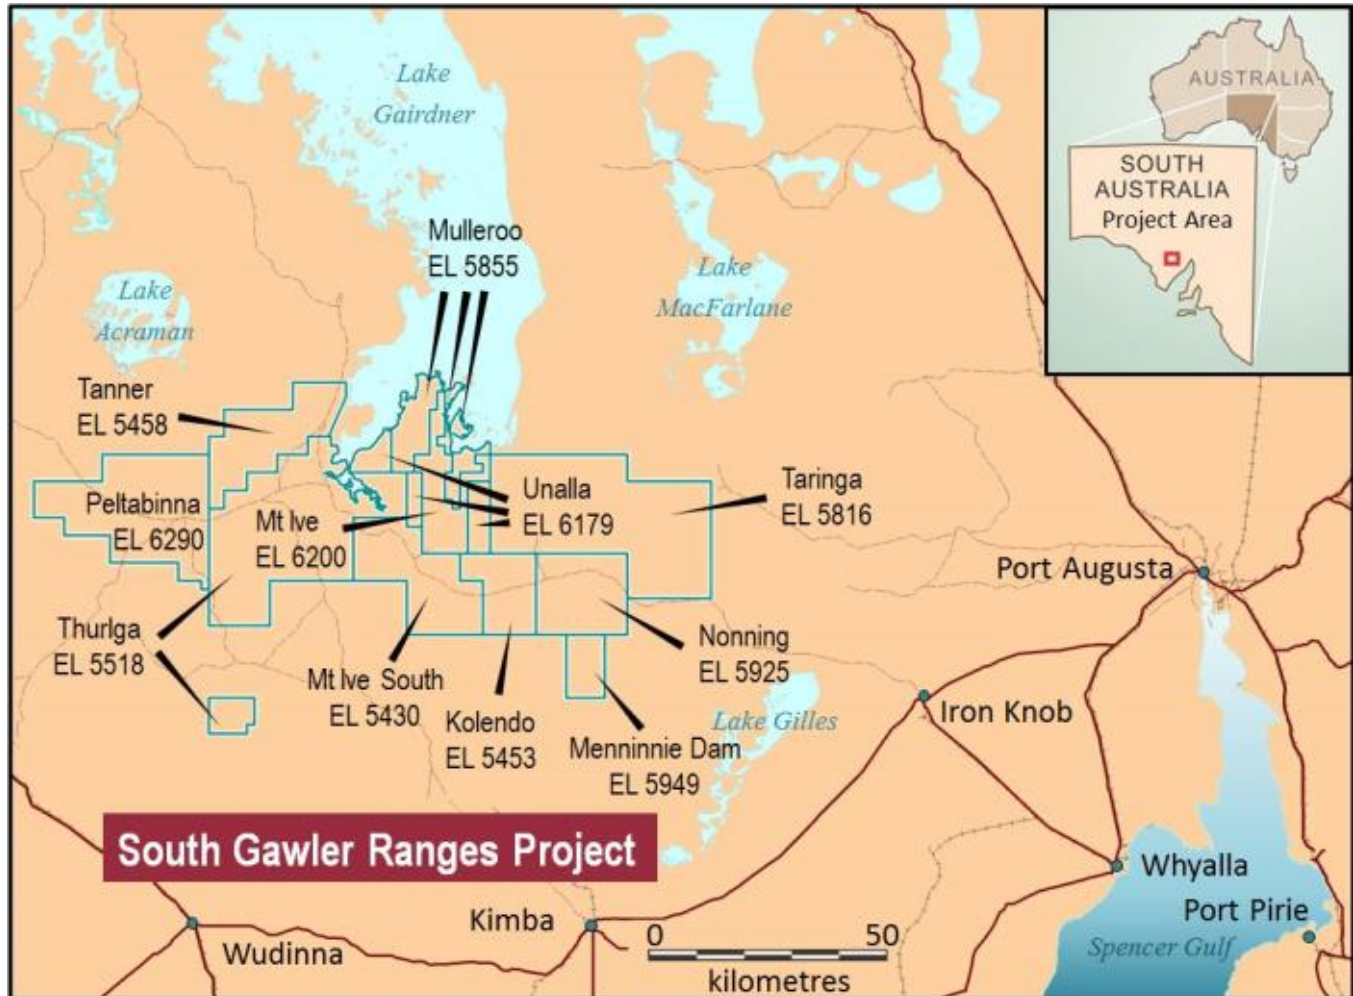 Lake
Gairdner
AUSTRALIA
SOUTH
AUSTRALIA
Project Area
Mulleroo
EL 5855
Lake
MacFarlane
Lake
Acraman
Tanner
EL 5458
Peltabinna
EL 6290
Mt Ive
EL 6200
Unalla
EL 6179
Taringa
EL 5816
Port Augusta
Thurlga
EL 5518
Mt Ive South
EL 5430
Kolendo
EL 5453
Nonning
EL 5925
Menninnie Dam
EL 5949
Lake Gilles
Iron Knob
South Gawler Ranges Project
Whyalla
Port Pirie
Spencer Gulf
Kimba
Wudinna
0 50
kilometres